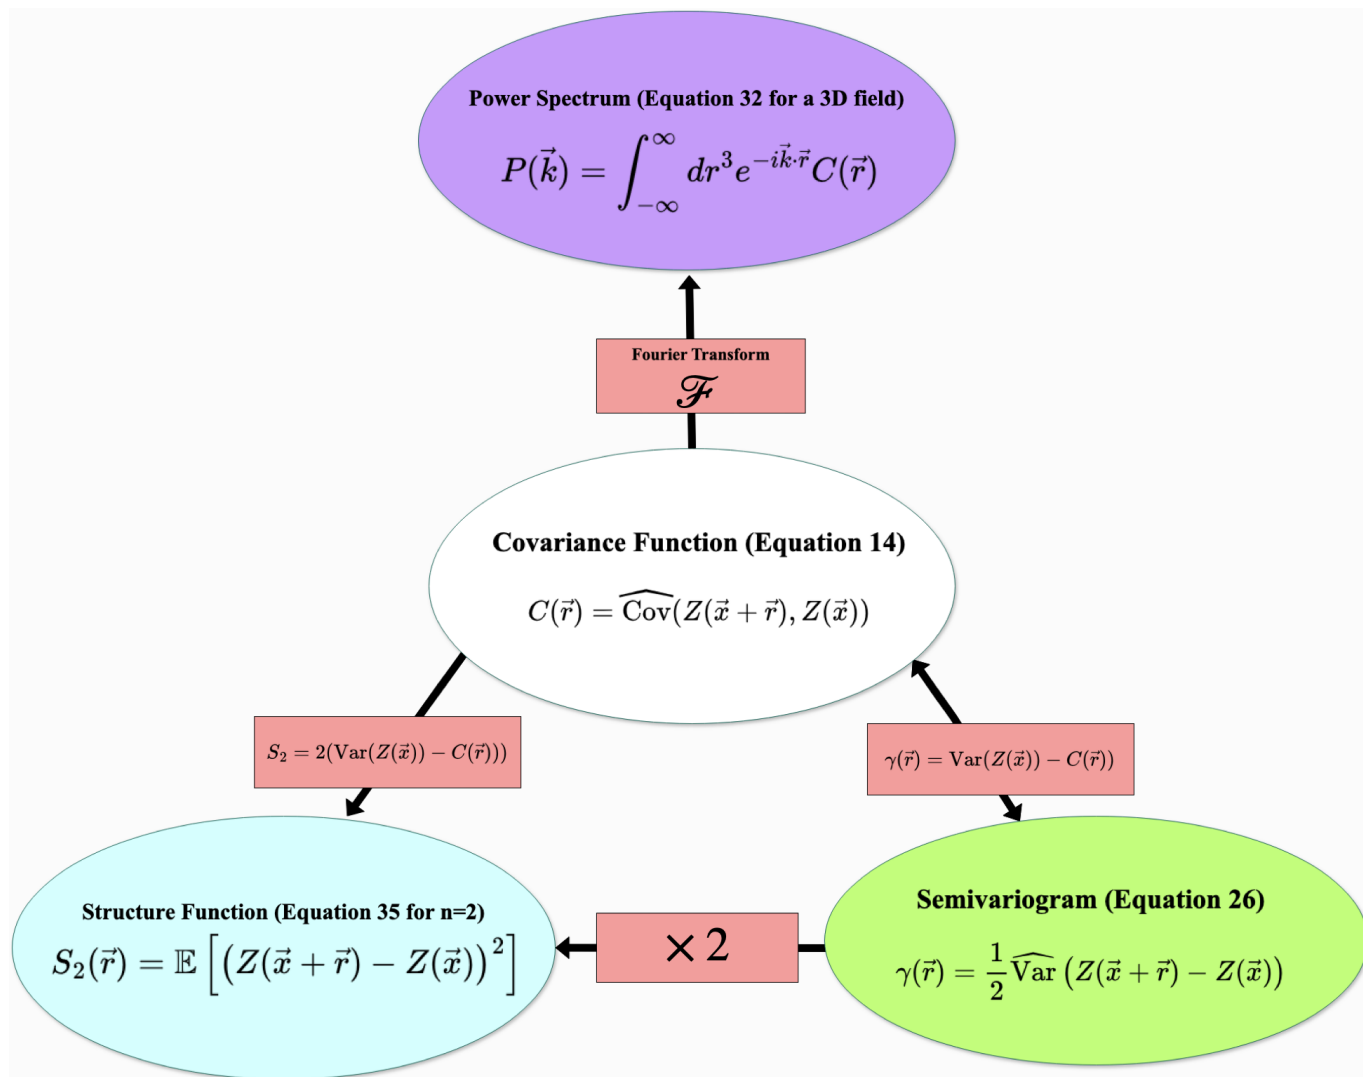 Power Spectrum (Equation 32 for a 3D field)
$P(\vec{k}) = \int_{-\infty}^{\infty} dr^3 e^{-i\vec{k}\cdot\vec{r}} C(\vec{r})$
Fourier Transform
$\mathscr{F}$
Covariance Function (Equation 14)
$C(\vec{r}) = \widehat{\mathrm{Cov}}(Z(\vec{x}+\vec{r}), Z(\vec{x}))$
$S_2 = 2(\mathrm{Var}(Z(\vec{x})) - C(\vec{r})))$
$\gamma(\vec{r}) = \mathrm{Var}(Z(\vec{x})) - C(\vec{r}))$
Structure Function (Equation 35 for n=2)
$S_2(\vec{r}) = \mathbb{E}\left[\left(Z(\vec{x}+\vec{r}) - Z(\vec{x})\right)^2\right]$
× 2
Semivariogram (Equation 26)
$\gamma(\vec{r}) = \frac{1}{2}\widehat{\mathrm{Var}}\left(Z(\vec{x}+\vec{r}) - Z(\vec{x})\right)$